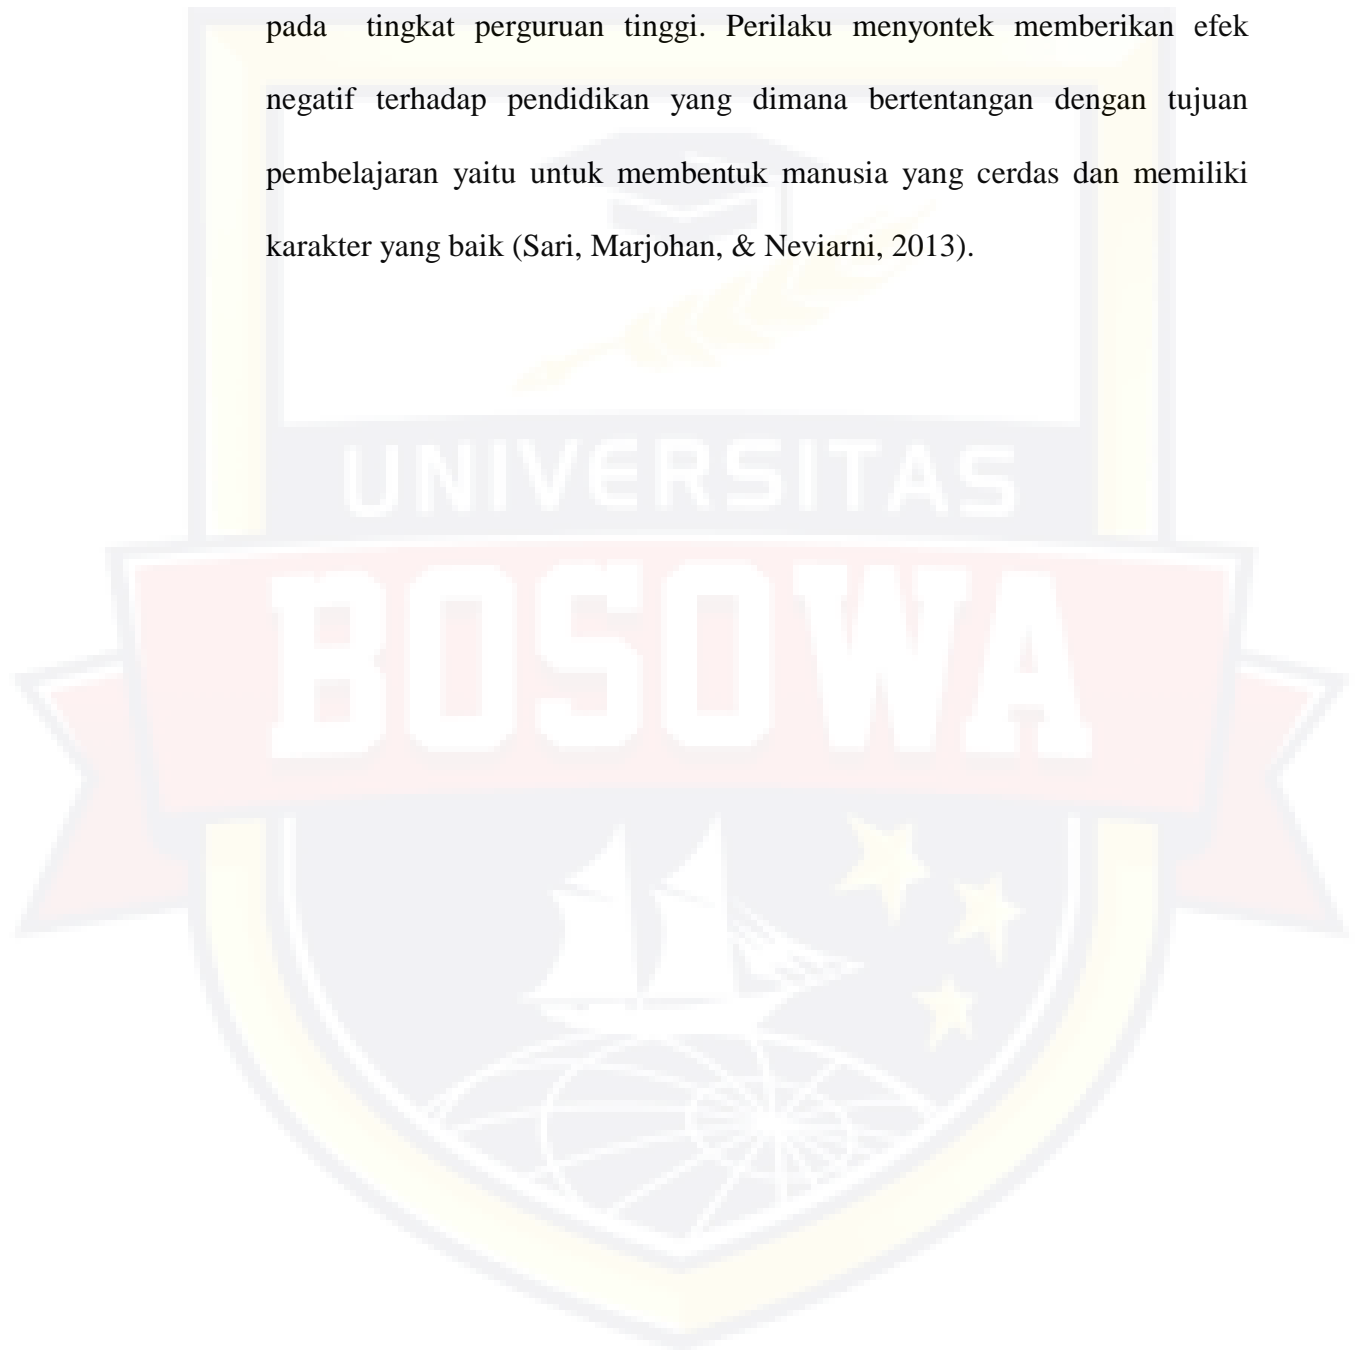 pada tingkat perguruan tinggi. Perilaku menyontek memberikan efek
negatif terhadap pendidikan yang dimana bertentangan dengan tujuan
pembelajaran yaitu untuk membentuk manusia yang cerdas dan memiliki
karakter yang baik (Sari, Marjohan, & Neviarni, 2013).
UNIVERSITAS
BOSOWA